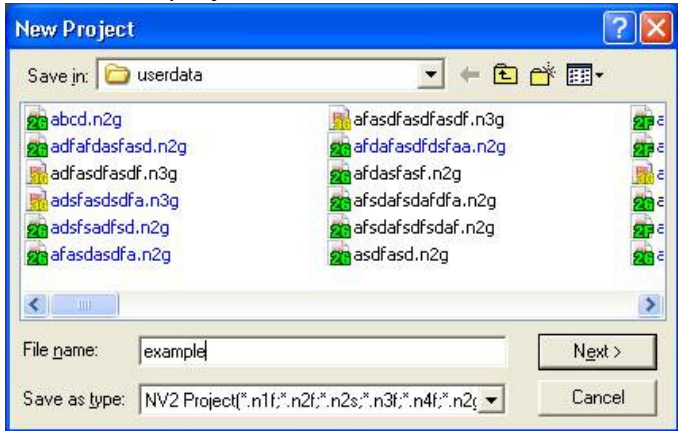 New Project
Save in: userdata
abcd.n2g
adfafdasfasd.n2g
adfasdfasdf.n3g
adsfasdsdfa.n3g
adsfsadfsd.n2g
afasdasdfa.n2g
afasdfasdfasdf.n3g
afdafasdfdsfaa.n2g
afdasfasf.n2g
afsdafsdafdfa.n2g
afsdafsdfsdaf.n2g
asdfasd.n2g
File name: example
Next >
Save as type: NV2 Project(*.n1f;*.n2f;*.n2s;*.n3f;*.n4f;*.n2g
Cancel